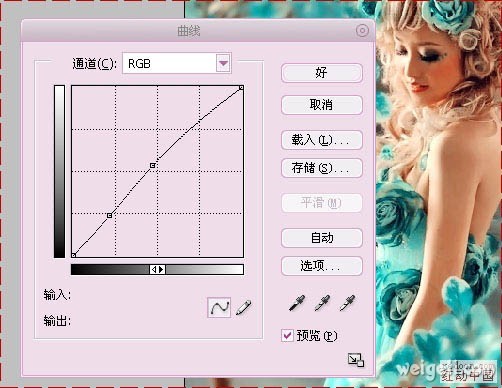 曲线
通道(C): RGB
好
取消
载入(L)...
存储(S)...
平滑(M)
自动
选项...
输入:
输出:
预览(P)
红动中国